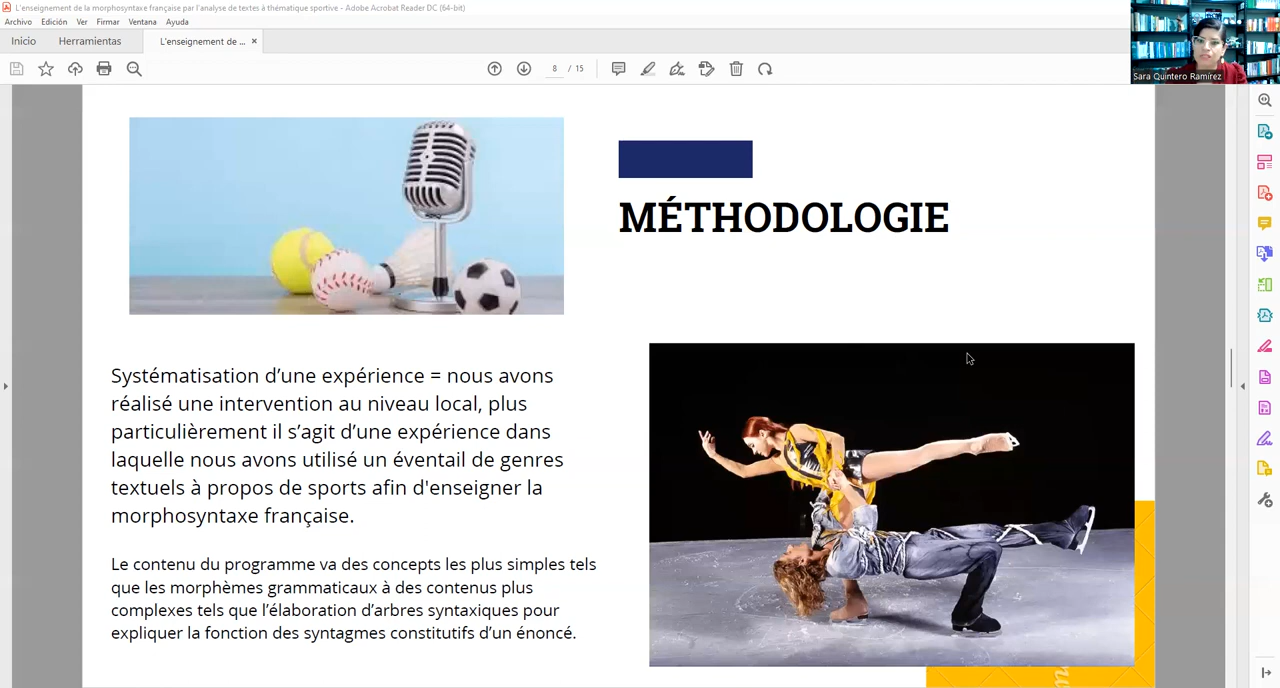 L'enseignement de la morphosyntaxe française par l'analyse de textes à thématique sportive - Adobe Acrobat Reader DC (64-bit)
Archivo Edición Ver Firmar Ventana Ayuda
Inicio Herramientas L'enseignement de ... ×
8 / 15
Sara Quintero Ramírez
MÉTHODOLOGIE
Systématisation d'une expérience = nous avons
réalisé une intervention au niveau local, plus
particulièrement il s'agit d'une expérience dans
laquelle nous avons utilisé un éventail de genres
textuels à propos de sports afin d'enseigner la
morphosyntaxe française.
Le contenu du programme va des concepts les plus simples tels
que les morphèmes grammaticaux à des contenus plus
complexes tels que l'élaboration d'arbres syntaxiques pour
expliquer la fonction des syntagmes constitutifs d'un énoncé.